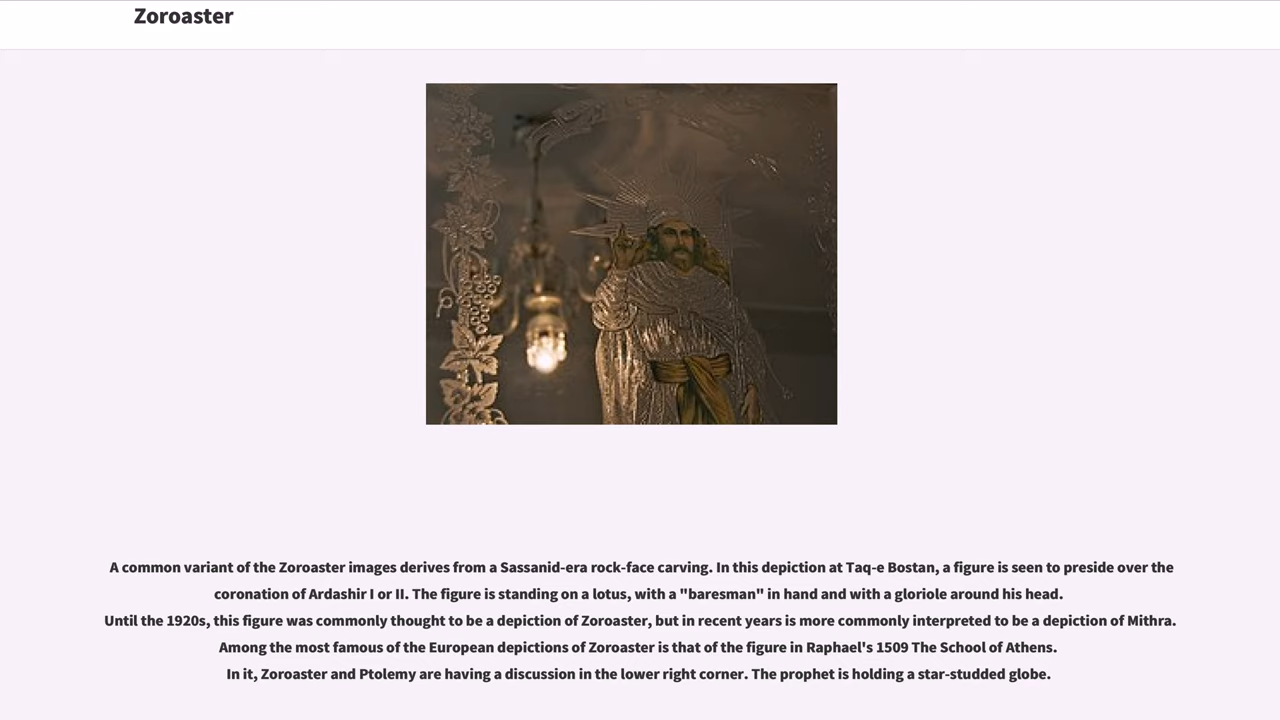 Zoroaster
A common variant of the Zoroaster images derives from a Sassanid-era rock-face carving. In this depiction at Taq-e Bostan, a figure is seen to preside over the
coronation of Ardashir I or II. The figure is standing on a lotus, with a "baresman" in hand and with a gloriole around his head.
Until the 1920s, this figure was commonly thought to be a depiction of Zoroaster, but in recent years is more commonly interpreted to be a depiction of Mithra.
Among the most famous of the European depictions of Zoroaster is that of the figure in Raphael's 1509 The School of Athens.
In it, Zoroaster and Ptolemy are having a discussion in the lower right corner. The prophet is holding a star-studded globe.